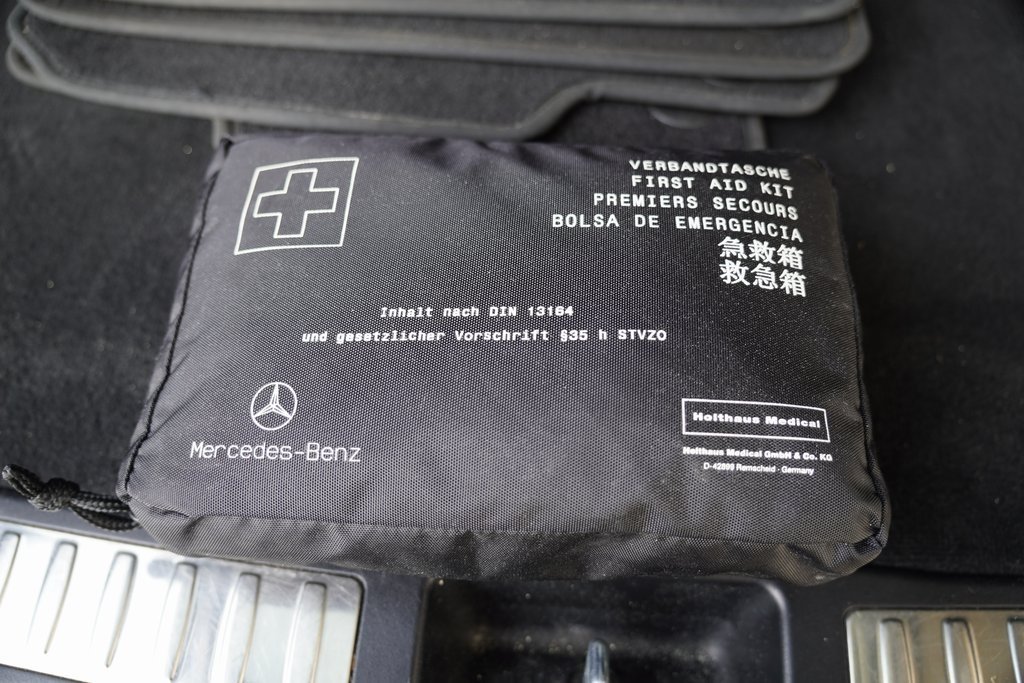 VERBANDTASCHE
FIRST AID KIT
PREMIERS SECOURS
BOLSA DE EMERGENCIA
急救箱
救急箱
Inhalt nach DIN 13164
und gesetzlicher Vorschrift §35 h STVZO
Mercedes-Benz
Holthaus Medical
Holthaus Medical GmbH & Co. KG
D-42899 Remscheid · Germany